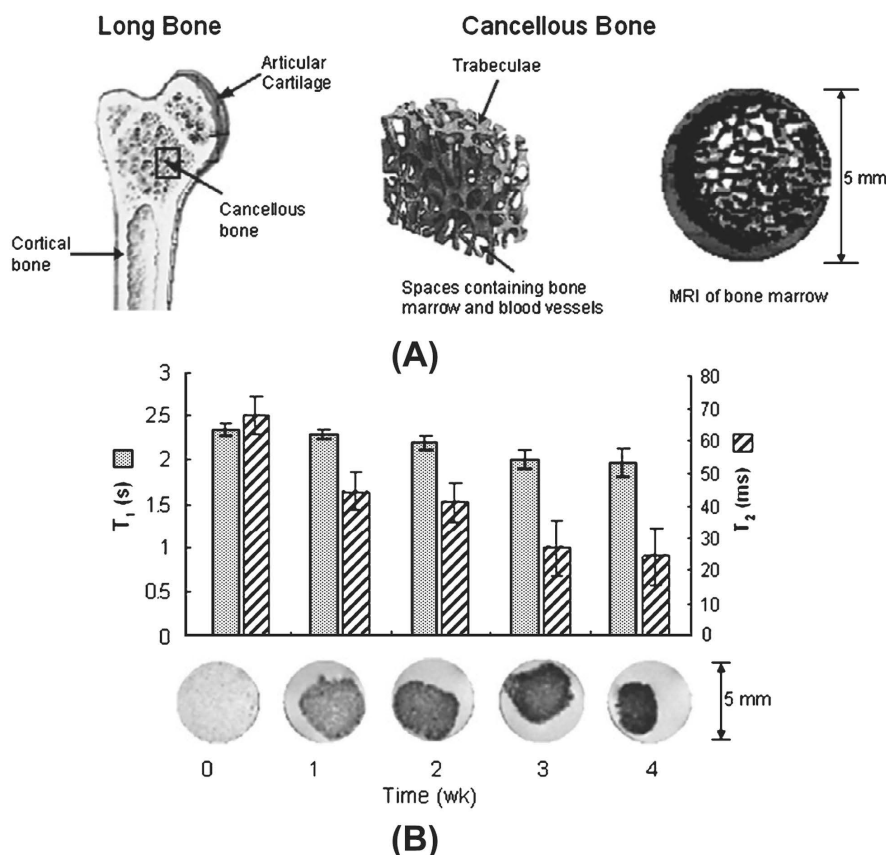 Long Bone
Cancellous Bone
Articular
Cartilage
Trabeculae
5 mm
Cancellous
bone
Cortical
bone
Spaces containing bone
marrow and blood vessels
MRI of bone marrow
(A)
3
2.5
2
1.5
1
0.5
0
T1 (s)
80
70
60
50
40
30
20
10
0
T2 (ms)
5 mm
0 1 2 3 4
Time (wk)
(B)